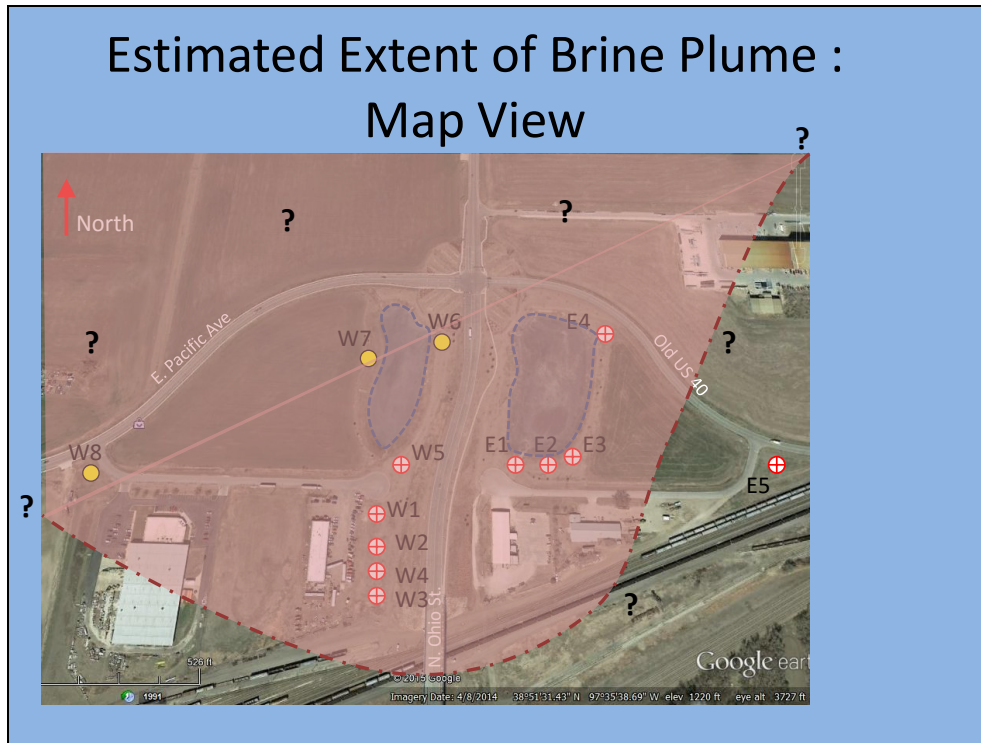 Estimated Extent of Brine Plume :
Map View
?
North
?
?
E. Pacific Ave
?
W7
W6
E4
Old US 40
?
W8
W5
E1
E2
E3
E5
?
W1
W2
W4
W3
N. Ohio St.
?
526 ft
Google eart
© 2015 Google
1991
Imagery Date: 4/8/2014 38°51'31.43" N 97°35'38.69" W elev 1220 ft eye alt 3727 ft